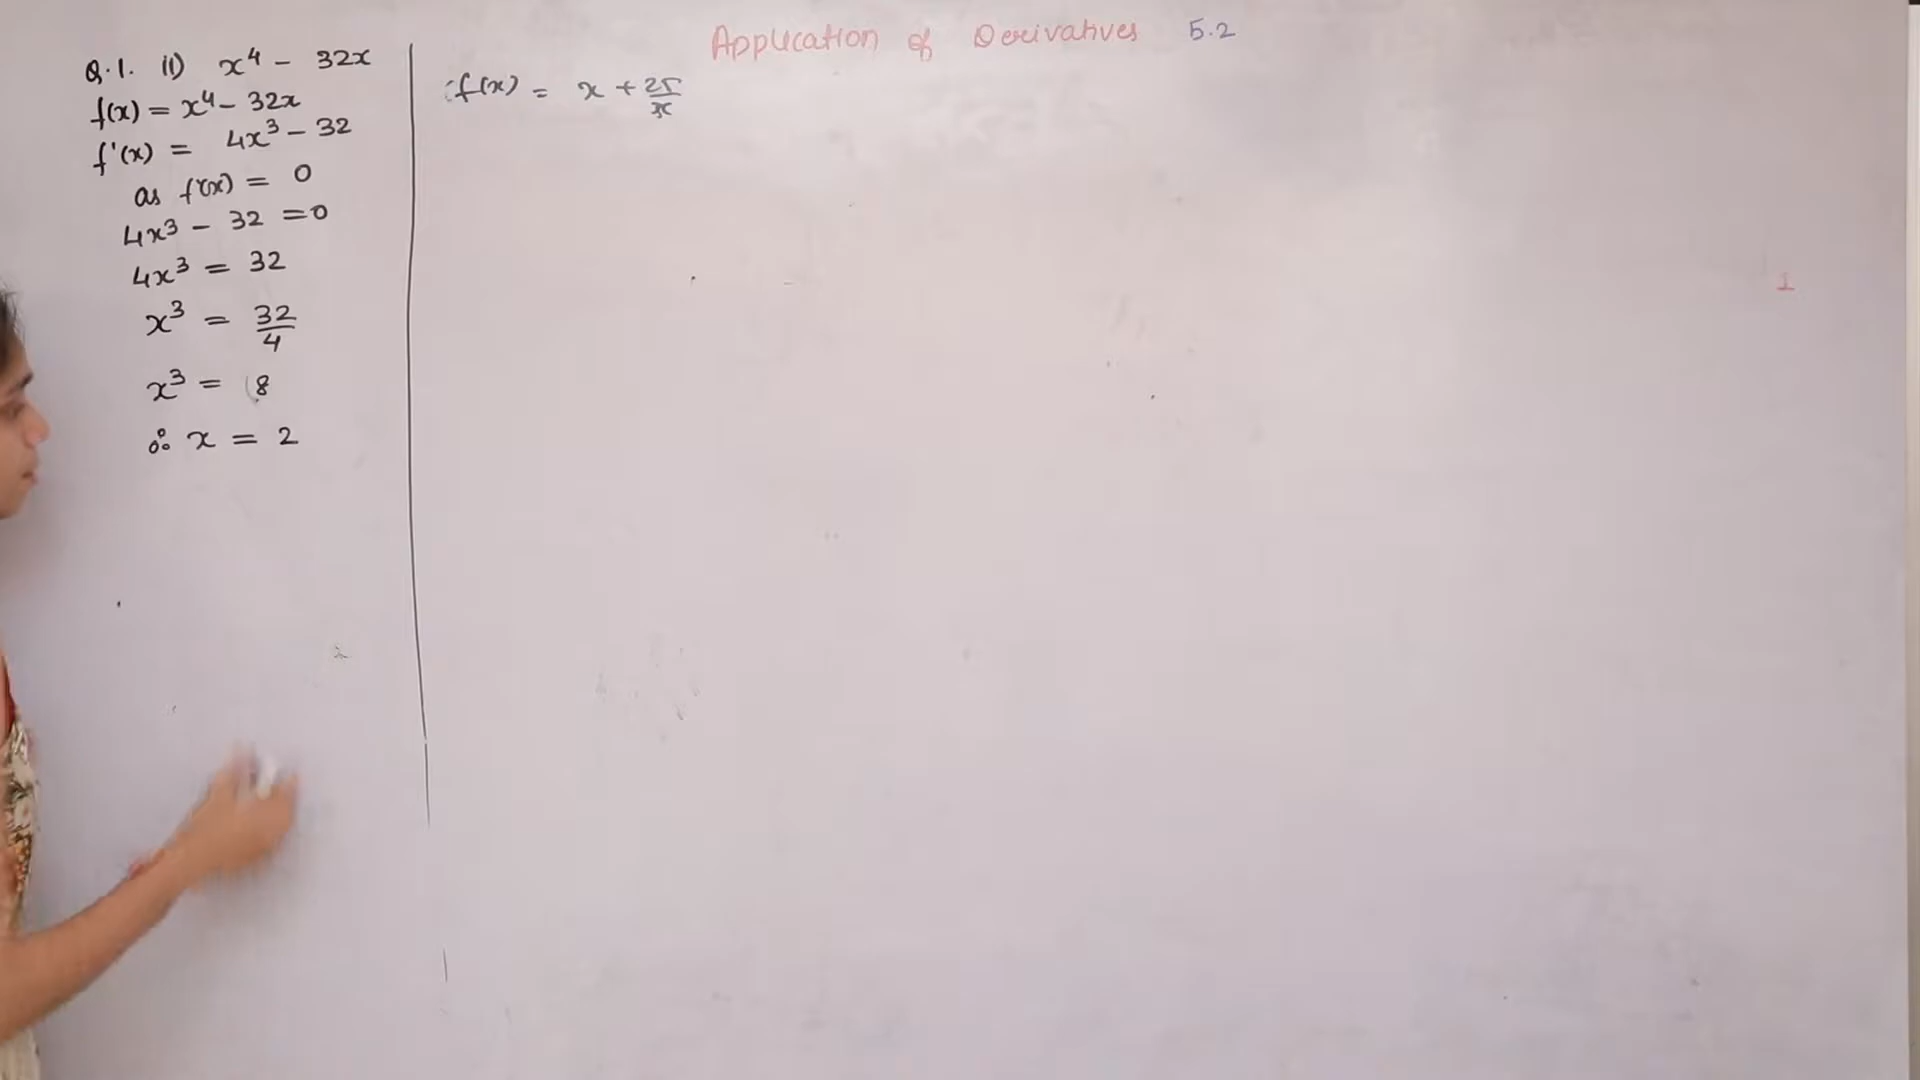 Application of Derivatives 5.2
Q.1. ii) x⁴ - 32x
f(x) = x⁴ - 32x
f'(x) = 4x³ - 32
as f'(x) = 0
4x³ - 32 = 0
4x³ = 32
x³ = 32/4
x³ = 8
∴ x = 2
f(x) = x + 25/x